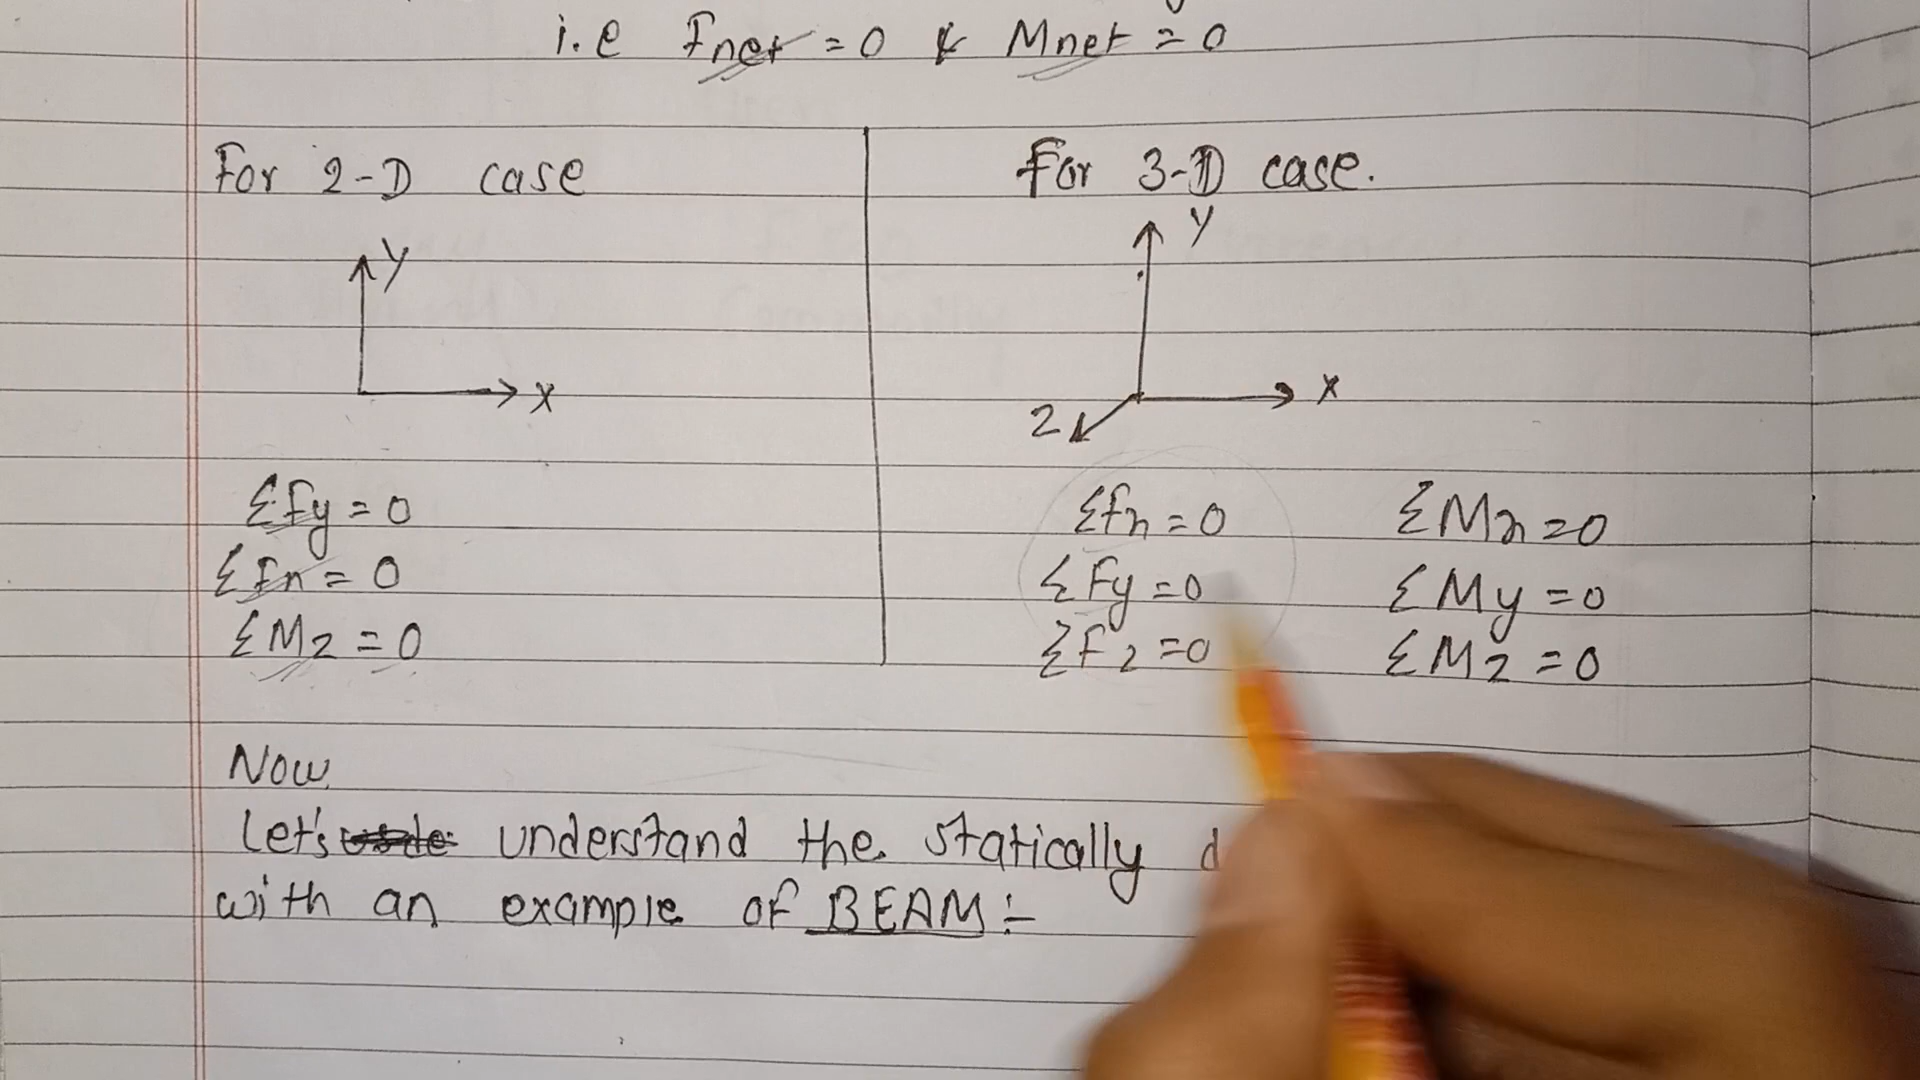 i.e Fnet = 0 & Mnet = 0
For 2-D case
Y
X
ΣFy = 0
ΣFx = 0
ΣMz = 0
For 3-D case.
Y
X
Z
ΣFx = 0 ΣMx = 0
ΣFy = 0 ΣMy = 0
ΣFz = 0 ΣMz = 0
Now
Let's understand the statically d
with an example of BEAM :-